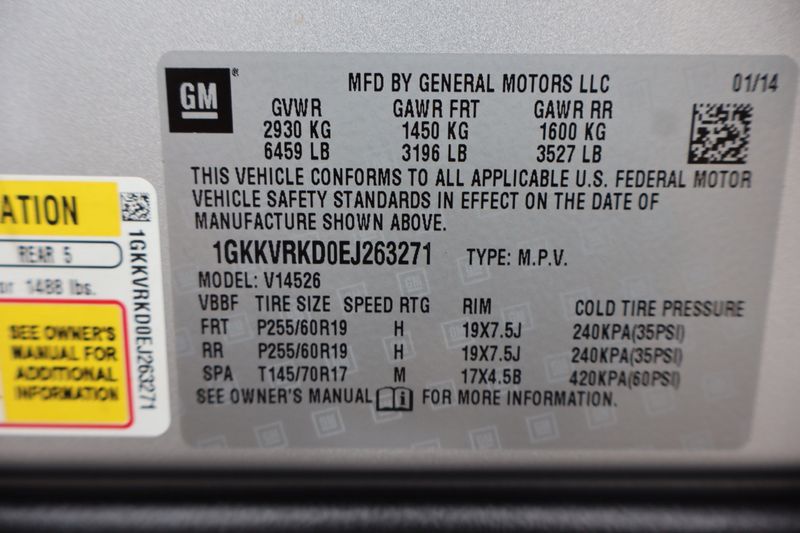 GM
MFD BY GENERAL MOTORS LLC 01/14
GVWR GAWR FRT GAWR RR
2930 KG 1450 KG 1600 KG
6459 LB 3196 LB 3527 LB
THIS VEHICLE CONFORMS TO ALL APPLICABLE U.S. FEDERAL MOTOR
VEHICLE SAFETY STANDARDS IN EFFECT ON THE DATE OF
MANUFACTURE SHOWN ABOVE.
1GKKVRKD0EJ263271 TYPE: M.P.V.
MODEL: V14526
VBBF TIRE SIZE SPEED RTG RIM COLD TIRE PRESSURE
FRT P255/60R19 H 19X7.5J 240KPA(35PSI)
RR P255/60R19 H 19X7.5J 240KPA(35PSI)
SPA T145/70R17 M 17X4.5B 420KPA(60PSI)
SEE OWNER'S MANUAL FOR MORE INFORMATION.
ATION
REAR 5
or 1488 lbs.
SEE OWNER'S
MANUAL FOR
ADDITIONAL
INFORMATION
1GKKVRKD0EJ263271